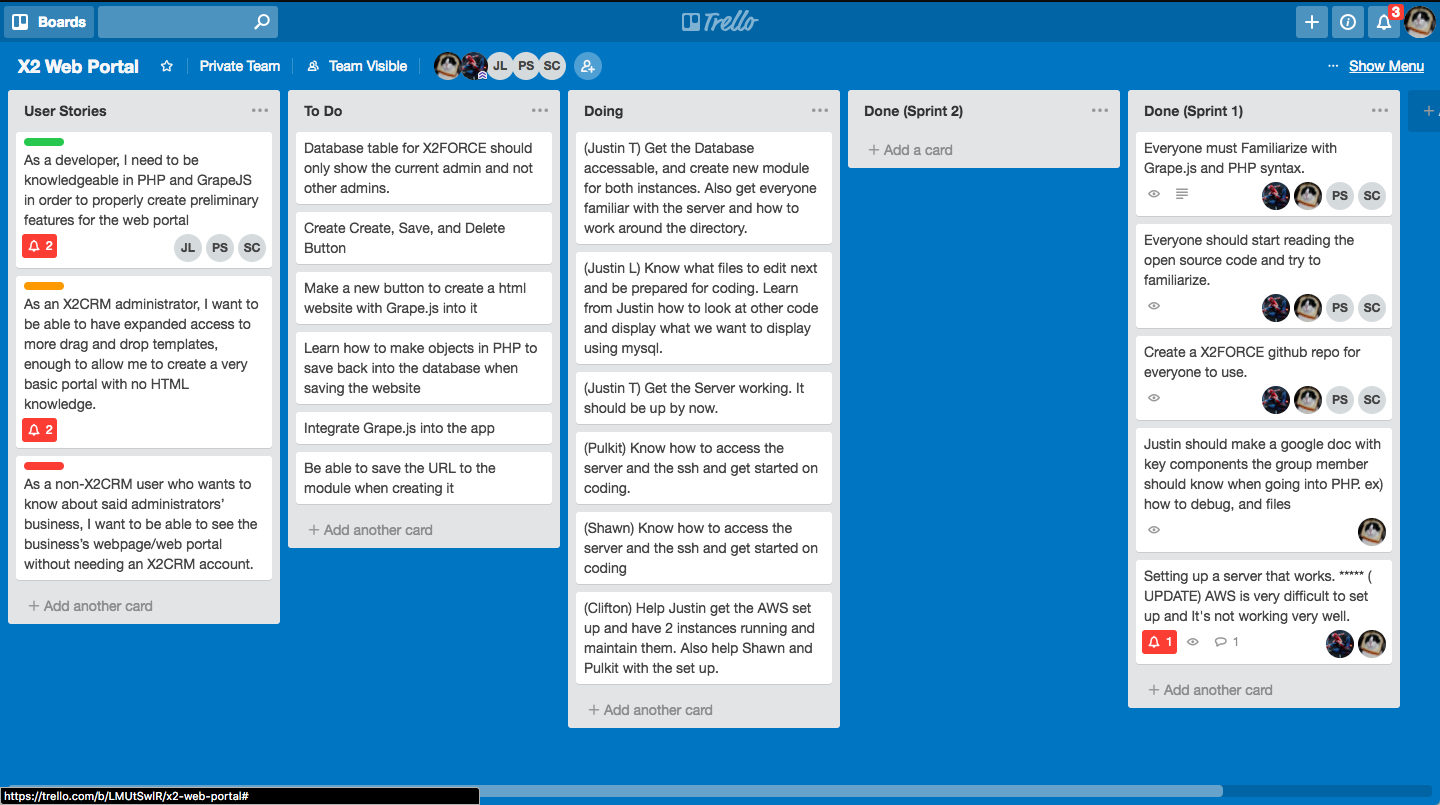 Boards
Trello
3
X2 Web Portal
Private Team
Team Visible
JL PS SC
... Show Menu
User Stories
As a developer, I need to be
knowledgeable in PHP and GrapeJS
in order to properly create preliminary
features for the web portal
2
JL PS SC
As an X2CRM administrator, I want to
be able to have expanded access to
more drag and drop templates,
enough to allow me to create a very
basic portal with no HTML
knowledge.
2
As a non-X2CRM user who wants to
know about said administrators’
business, I want to be able to see the
business’s webpage/web portal
without needing an X2CRM account.
+ Add another card
To Do
Database table for X2FORCE should
only show the current admin and not
other admins.
Create Create, Save, and Delete
Button
Make a new button to create a html
website with Grape.js into it
Learn how to make objects in PHP to
save back into the database when
saving the website
Integrate Grape.js into the app
Be able to save the URL to the
module when creating it
+ Add another card
Doing
(Justin T) Get the Database
accessable, and create new module
for both instances. Also get everyone
familiar with the server and how to
work around the directory.
(Justin L) Know what files to edit next
and be prepared for coding. Learn
from Justin how to look at other code
and display what we want to display
using mysql.
(Justin T) Get the Server working. It
should be up by now.
(Pulkit) Know how to access the
server and the ssh and get started on
coding.
(Shawn) Know how to access the
server and the ssh and get started on
coding
(Clifton) Help Justin get the AWS set
up and have 2 instances running and
maintain them. Also help Shawn and
Pulkit with the set up.
+ Add another card
Done (Sprint 2)
+ Add a card
Done (Sprint 1)
Everyone must Familiarize with
Grape.js and PHP syntax.
PS SC
Everyone should start reading the
open source code and try to
familiarize.
PS SC
Create a X2FORCE github repo for
everyone to use.
PS SC
Justin should make a google doc with
key components the group member
should know when going into PHP. ex)
how to debug, and files
Setting up a server that works. ***** (
UPDATE) AWS is very difficult to set
up and It's not working very well.
1
1
+ Add another card
https://trello.com/b/LMUtSwlR/x2-web-portal#